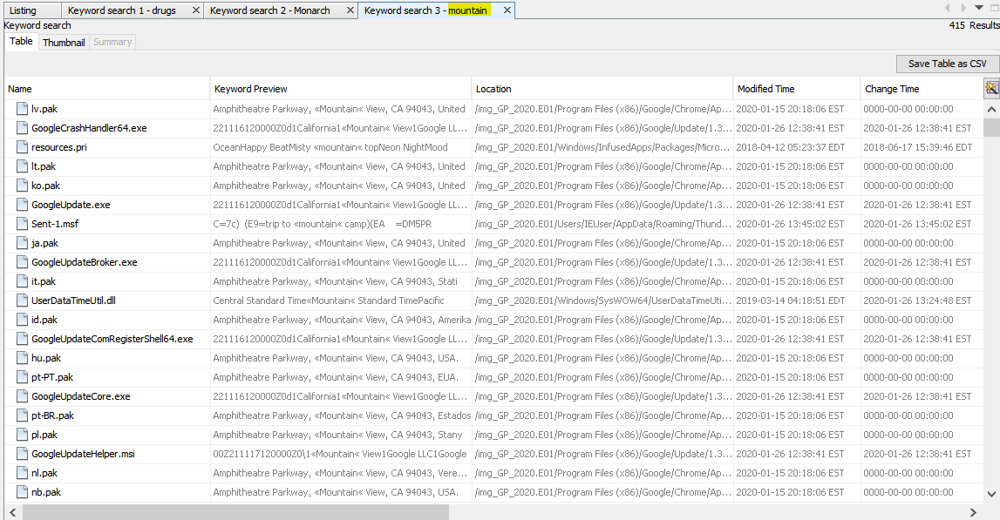 Listing Keyword search 1 - drugs Keyword search 2 - Monarch Keyword search 3 - mountain
Keyword search 415 Results
Table Thumbnail Summary
Save Table as CSV
Name Keyword Preview Location Modified Time Change Time
lv.pak Amphitheatre Parkway, «Mountain« View, CA 94043, United /img_GP_2020.E01/Program Files (x86)/Google/Chrome/Ap... 2020-01-15 20:18:06 EST 0000-00-00 00:00:00
GoogleCrashHandler64.exe 221116120000Z0d1California1«Mountain« View1Google LL... /img_GP_2020.E01/Program Files (x86)/Google/Update/1.3... 2020-01-26 12:38:41 EST 2020-01-26 12:38:41 EST
resources.pri OceanHappy BeatMisty «mountain« topNeon NightMood /img_GP_2020.E01/Windows/InfusedApps/Packages/Micro... 2018-04-12 05:23:37 EDT 2018-06-17 15:39:46 EDT
lt.pak Amphitheatre Parkway, «Mountain« View, CA 94043, United /img_GP_2020.E01/Program Files (x86)/Google/Chrome/Ap... 2020-01-15 20:18:06 EST 0000-00-00 00:00:00
ko.pak Amphitheatre Parkway, «Mountain« View, CA 94043, United /img_GP_2020.E01/Program Files (x86)/Google/Chrome/Ap... 2020-01-15 20:18:06 EST 0000-00-00 00:00:00
GoogleUpdate.exe 221116120000Z0d1California1«Mountain« View1Google LL... /img_GP_2020.E01/Program Files (x86)/Google/Update/1.3... 2020-01-26 12:38:41 EST 2020-01-26 12:38:41 EST
Sent-1.msf C=7c) (E9=trip to «mountain« camp)(EA =DM5PR /img_GP_2020.E01/Users/IEUser/AppData/Roaming/Thund... 2020-01-26 13:45:02 EST 2020-01-26 13:45:02 EST
ja.pak Amphitheatre Parkway, «Mountain« View, CA 94043, United /img_GP_2020.E01/Program Files (x86)/Google/Chrome/Ap... 2020-01-15 20:18:06 EST 0000-00-00 00:00:00
GoogleUpdateBroker.exe 221116120000Z0d1California1«Mountain« View1Google LL... /img_GP_2020.E01/Program Files (x86)/Google/Update/1.3... 2020-01-26 12:38:41 EST 2020-01-26 12:38:41 EST
it.pak Amphitheatre Parkway, «Mountain« View, CA 94043, Stati /img_GP_2020.E01/Program Files (x86)/Google/Chrome/Ap... 2020-01-15 20:18:06 EST 0000-00-00 00:00:00
UserDataTimeUtil.dll Central Standard Time«Mountain« Standard TimePacific /img_GP_2020.E01/Windows/SysWOW64/UserDataTimeUti... 2019-03-14 04:18:51 EDT 2020-01-26 13:24:48 EST
id.pak Amphitheatre Parkway, «Mountain« View, CA 94043, Amerika /img_GP_2020.E01/Program Files (x86)/Google/Chrome/Ap... 2020-01-15 20:18:06 EST 0000-00-00 00:00:00
GoogleUpdateComRegisterShell64.exe 221116120000Z0d1California1«Mountain« View1Google LL... /img_GP_2020.E01/Program Files (x86)/Google/Update/1.3... 2020-01-26 12:38:41 EST 2020-01-26 12:38:41 EST
hu.pak Amphitheatre Parkway, «Mountain« View, CA 94043, USA. /img_GP_2020.E01/Program Files (x86)/Google/Chrome/Ap... 2020-01-15 20:18:06 EST 0000-00-00 00:00:00
pt-PT.pak Amphitheatre Parkway, «Mountain« View, CA 94043, EUA. /img_GP_2020.E01/Program Files (x86)/Google/Chrome/Ap... 2020-01-15 20:18:06 EST 0000-00-00 00:00:00
GoogleUpdateCore.exe 221116120000Z0d1California1«Mountain« View1Google LL... /img_GP_2020.E01/Program Files (x86)/Google/Update/1.3... 2020-01-26 12:38:41 EST 2020-01-26 12:38:41 EST
pt-BR.pak Amphitheatre Parkway, «Mountain« View, CA 94043, Estados /img_GP_2020.E01/Program Files (x86)/Google/Chrome/Ap... 2020-01-15 20:18:06 EST 0000-00-00 00:00:00
pl.pak Amphitheatre Parkway, «Mountain« View, CA 94043, Stany /img_GP_2020.E01/Program Files (x86)/Google/Chrome/Ap... 2020-01-15 20:18:06 EST 0000-00-00 00:00:00
GoogleUpdateHelper.msi 00Z211117120000Z0\1«Mountain« View1Google LLC1Google /img_GP_2020.E01/Program Files (x86)/Google/Update/1.3... 2020-01-26 12:38:41 EST 2020-01-26 12:38:41 EST
nl.pak Amphitheatre Parkway, «Mountain« View, CA 94043, Vere... /img_GP_2020.E01/Program Files (x86)/Google/Chrome/Ap... 2020-01-15 20:18:06 EST 0000-00-00 00:00:00
nb.pak Amphitheatre Parkway, «Mountain« View, CA 94043, USA. /img_GP_2020.E01/Program Files (x86)/Google/Chrome/Ap... 2020-01-15 20:18:06 EST 0000-00-00 00:00:00